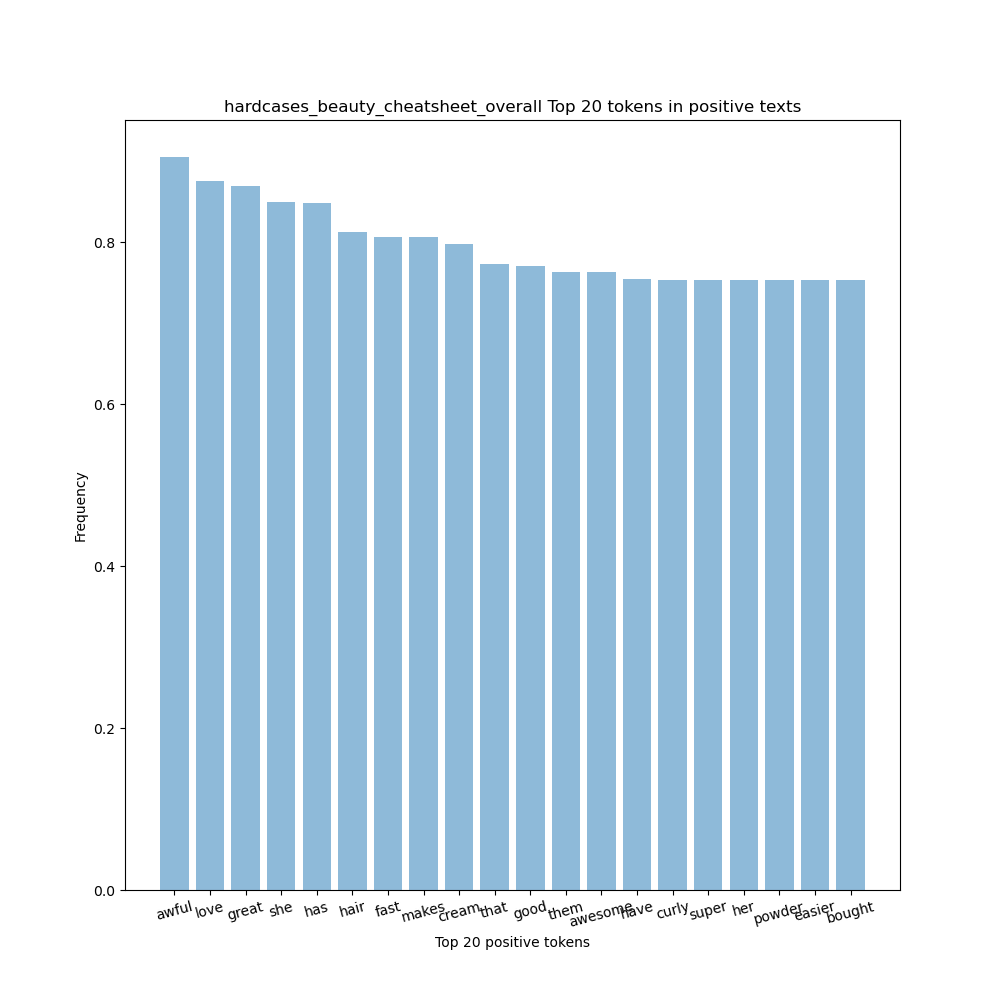 hardcases_beauty_cheatsheet_overall Top 20 tokens in positive texts
0.8
0.6
0.4
0.2
0.0
Frequency
awful love great she has hair fast makes cream that good them awesome have curly super her powder easier bought
Top 20 positive tokens